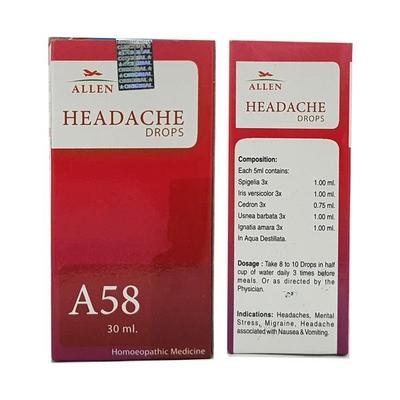 ORIGINAL
ORIGINAL
ORIGINAL
ALLEN
HEADACHE
DROPS
A58
30 ml.
Homoeopathic Medicine
ALLEN
HEADACHE
DROPS
Composition:
Each 5ml contains:
Spigelia 3x 1.00 ml.
Iris versicolor 3x 1.00 ml.
Cedron 3x 0.75 ml.
Usnea barbata 3x 1.00 ml.
Ignatia amara 3x 1.00 ml.
In Aqua Destillata.
Dosage : Take 8 to 10 Drops in half
cup of water daily 3 times before
meals. Or as directed by the
Physician.
Indications: Headaches, Mental
Stress, Migraine, Headache
associated with Nausea & Vomiting.